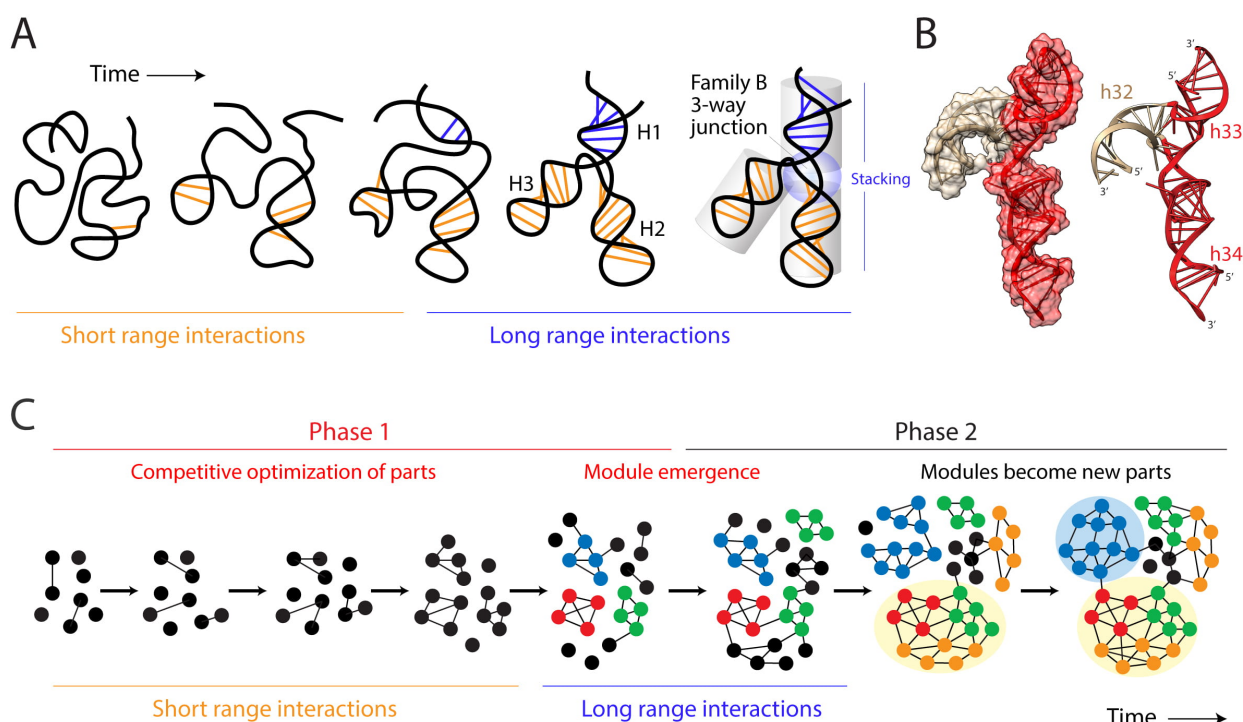 A
Time
Family B
3-way
junction
H1
H3
H2
Stacking
Short range interactions
Long range interactions
B
h32
3′
5′
h33
5′
3′
h34
5′
3′
C
Phase 1
Phase 2
Competitive optimization of parts
Module emergence
Modules become new parts
Short range interactions
Long range interactions
Time